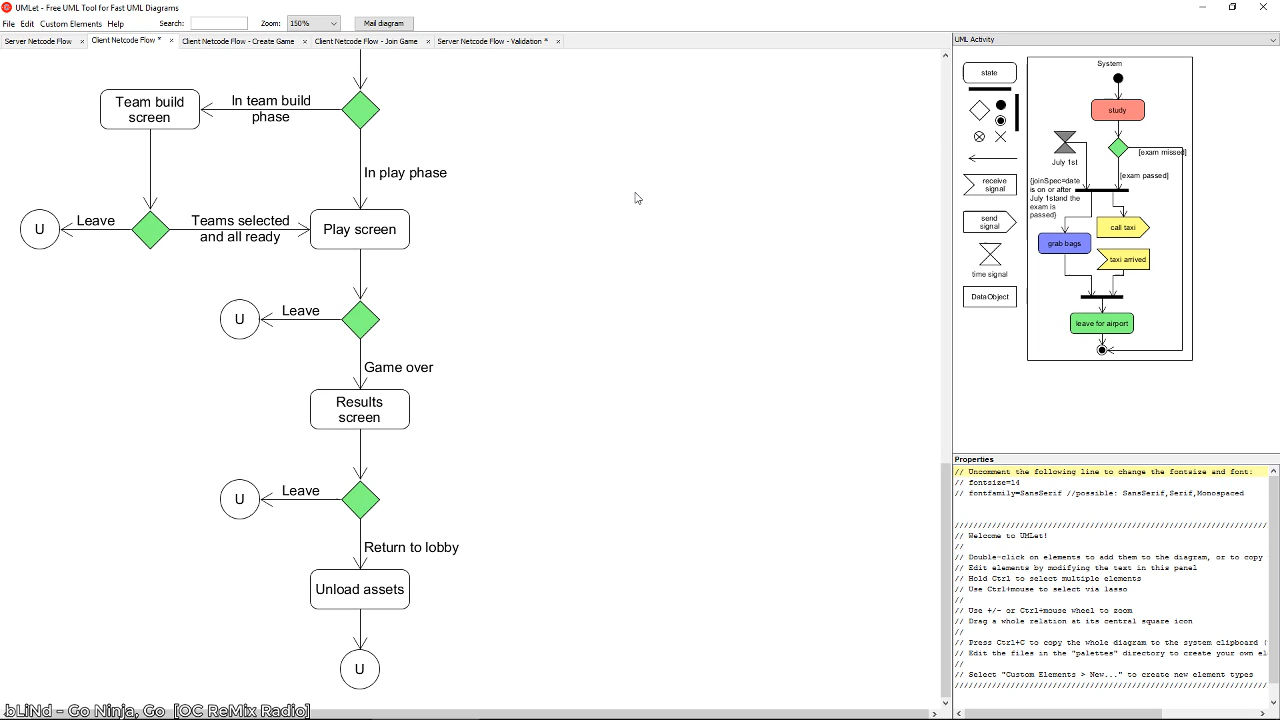 UMLet - Free UML Tool for Fast UML Diagrams
File Edit Custom Elements Help Search: Zoom: 150% Mail diagram
Server Netcode Flow × Client Netcode Flow * × Client Netcode Flow - Create Game × Client Netcode Flow - Join Game × Server Netcode Flow - Validation * ×
Team build
screen
In team build
phase
In play phase
U
Leave
Teams selected
and all ready
Play screen
U
Leave
Game over
Results
screen
U
Leave
Return to lobby
Unload assets
U
.bLiNd - Go Ninja, Go [OC ReMix Radio]
UML Activity
state
receive
signal
send
signal
time signal
DataObject
System
study
July 1st
[exam missed]
[exam passed]
{joinSpec=date
is on or after
July 1stand the
exam is
passed}
call taxi
grab bags
taxi arrived
leave for airport
Properties
// Uncomment the following line to change the fontsize and font:
// fontsize=14
// fontfamily=SansSerif //possible: SansSerif,Serif,Monospaced
// Welcome to UMLet!
//
// Double-click on elements to add them to the diagram, or to copy
// Edit elements by modifying the text in this panel
// Hold Ctrl to select multiple elements
// Use Ctrl+mouse to select via lasso
//
// Use +/- or Ctrl+mouse wheel to zoom
// Drag a whole relation at its central square icon
//
// Press Ctrl+C to copy the whole diagram to the system clipboard (
// Edit the files in the "palettes" directory to create your own el
//
// Select "Custom Elements > New..." to create new element types